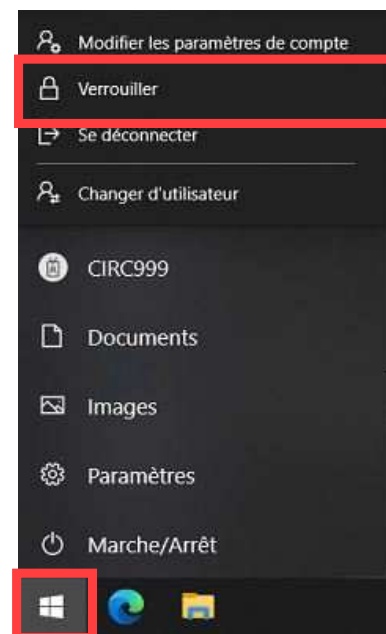 Modifier les paramètres de compte
Verrouiller
Se déconnecter
Changer d'utilisateur
CIRC999
Documents
Images
Paramètres
Marche/Arrêt